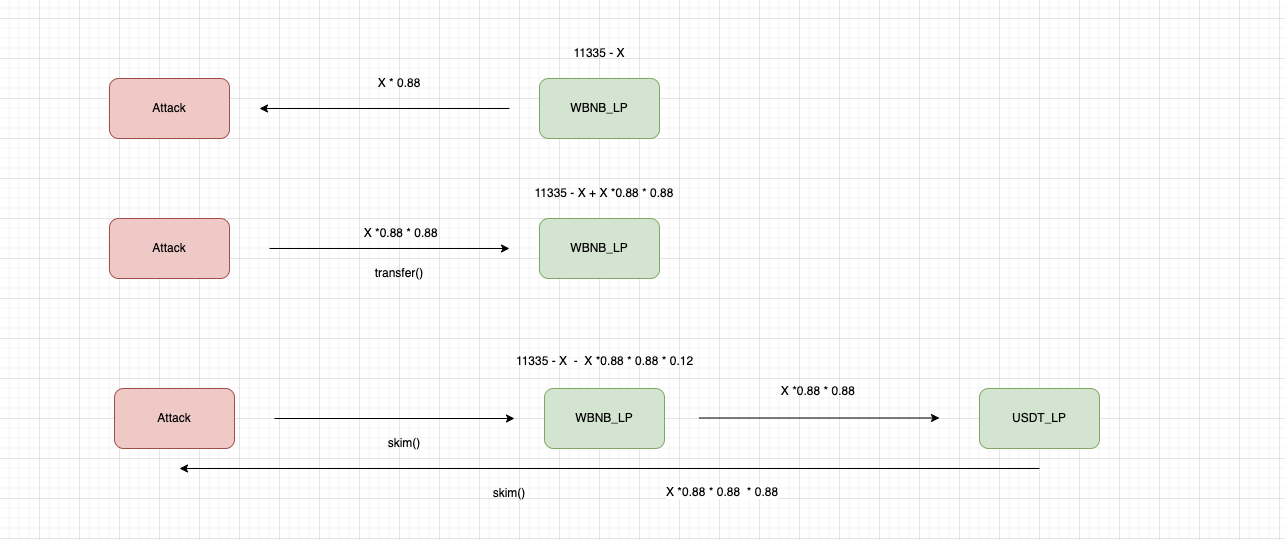 11335 - X
X * 0.88
Attack
WBNB_LP
11335 - X + X *0.88 * 0.88
X *0.88 * 0.88
Attack
WBNB_LP
transfer()
11335 - X - X *0.88 * 0.88 * 0.12
X *0.88 * 0.88
Attack
WBNB_LP
USDT_LP
skim()
skim()
X *0.88 * 0.88 * 0.88